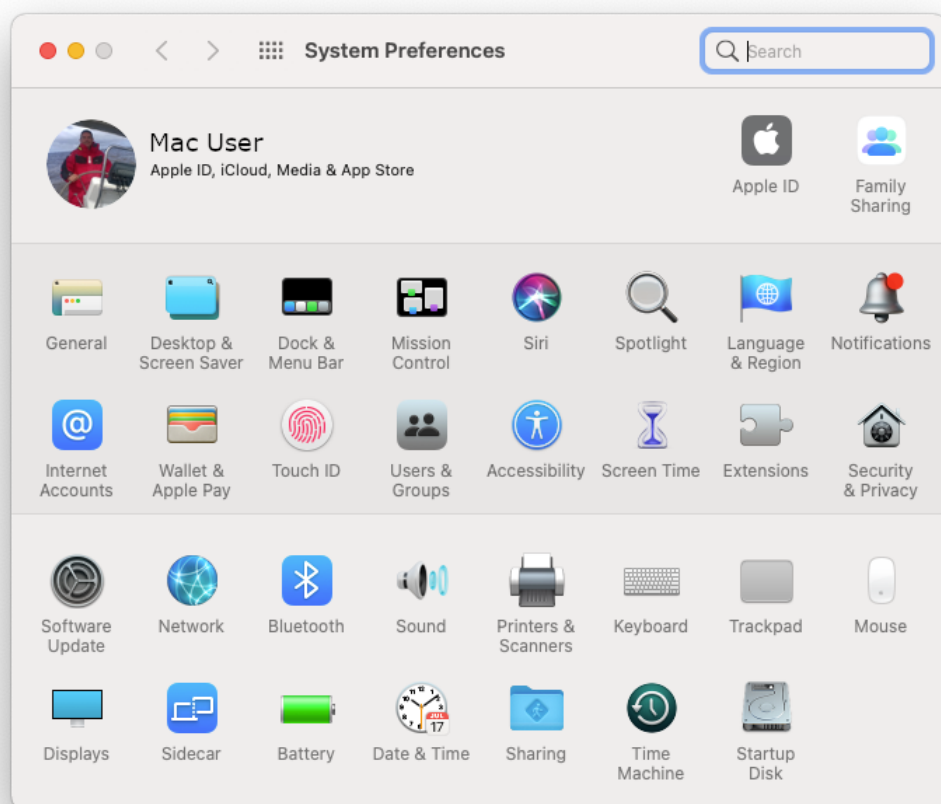 System Preferences
Search
Mac User
Apple ID, iCloud, Media & App Store
Apple ID
Family
Sharing
General
Desktop &
Screen Saver
Dock &
Menu Bar
Mission
Control
Siri
Spotlight
Language
& Region
Notifications
@
Internet
Accounts
Wallet &
Apple Pay
Touch ID
Users &
Groups
Accessibility
Screen Time
Extensions
Security
& Privacy
Software
Update
Network
Bluetooth
Sound
Printers &
Scanners
Keyboard
Trackpad
Mouse
JUL
17
Displays
Sidecar
Battery
Date & Time
Sharing
Time
Machine
Startup
Disk